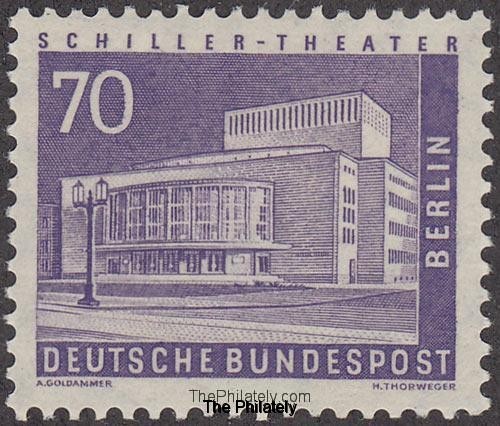 SCHILLER-THEATER
70
BERLIN
DEUTSCHE BUNDESPOST
A.GOLDAMMER H.THORWEGER
ThePhilately.com
The Philately